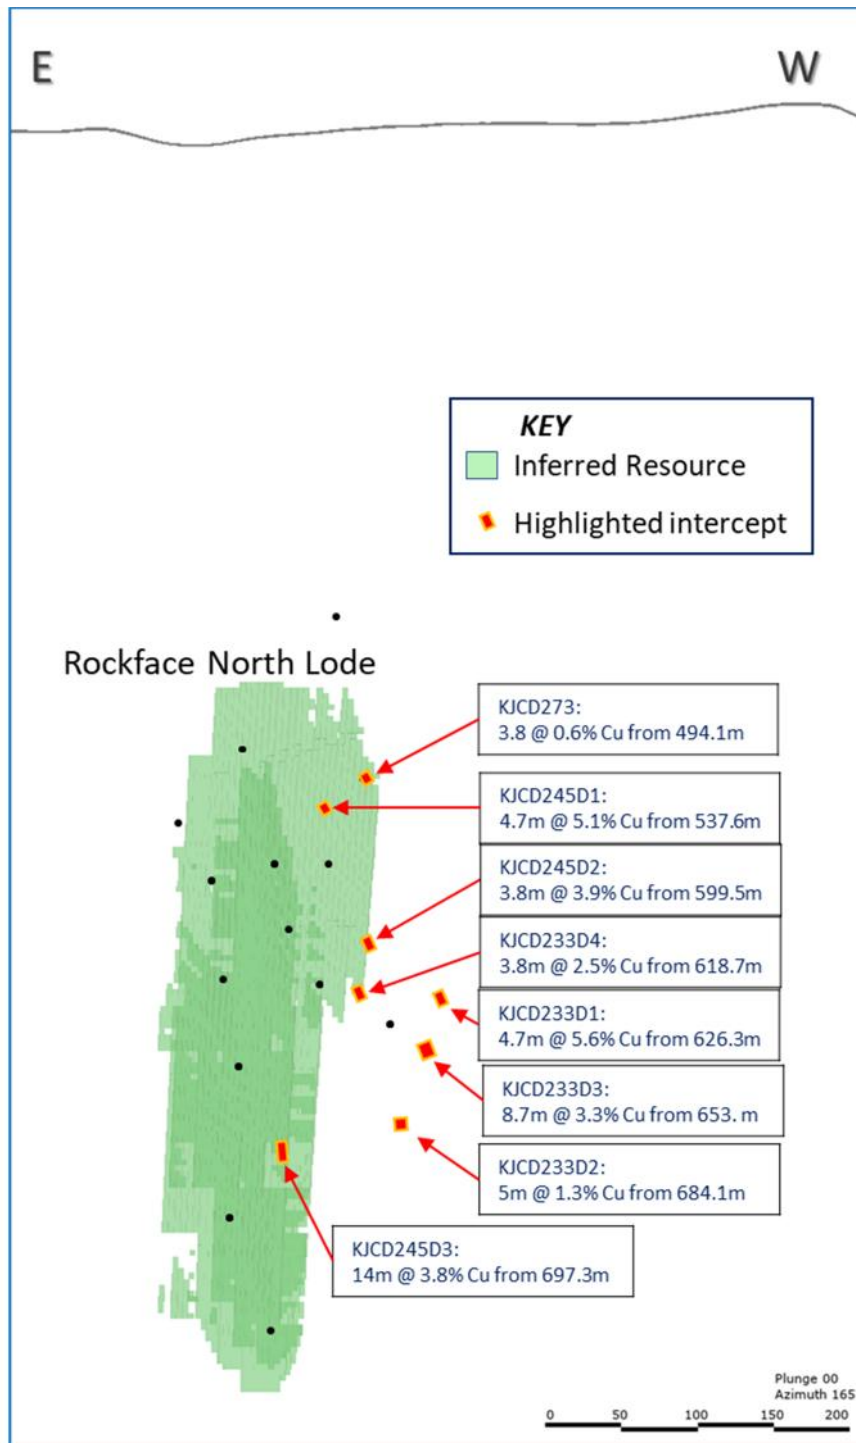 E
W
KEY
Inferred Resource
Highlighted intercept
Rockface North Lode
KJCD273:
3.8 @ 0.6% Cu from 494.1m
KJCD245D1:
4.7m @ 5.1% Cu from 537.6m
KJCD245D2:
3.8m @ 3.9% Cu from 599.5m
KJCD233D4:
3.8m @ 2.5% Cu from 618.7m
KJCD233D1:
4.7m @ 5.6% Cu from 626.3m
KJCD233D3:
8.7m @ 3.3% Cu from 653. m
KJCD233D2:
5m @ 1.3% Cu from 684.1m
KJCD245D3:
14m @ 3.8% Cu from 697.3m
Plunge 00
Azimuth 165
0 50 100 150 200